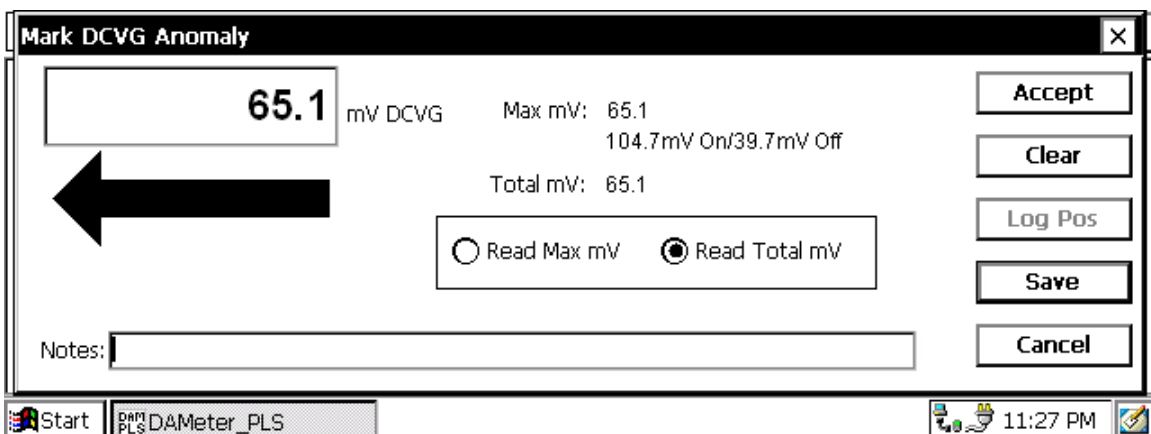 Mark DCVG Anomaly
65.1 mV DCVG
Max mV: 65.1
104.7mV On/39.7mV Off
Total mV: 65.1
Read Max mV Read Total mV
Notes:
Accept
Clear
Log Pos
Save
Cancel
Start DAM PLS DAMeter_PLS 11:27 PM